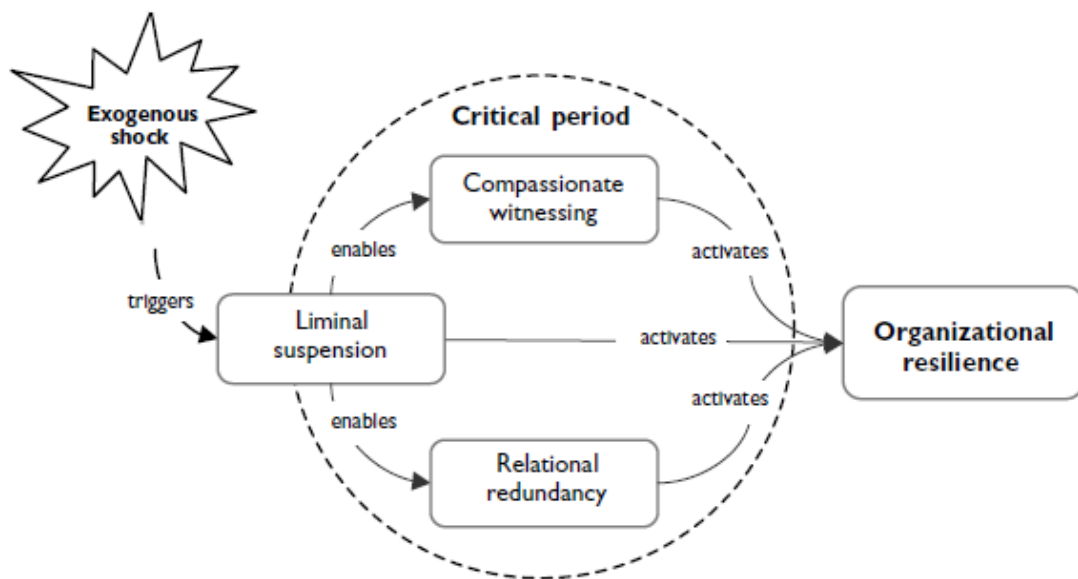 Exogenous
shock
Critical period
Compassionate
witnessing
enables
activates
triggers
Liminal
suspension
activates
Organizational
resilience
enables
activates
Relational
redundancy